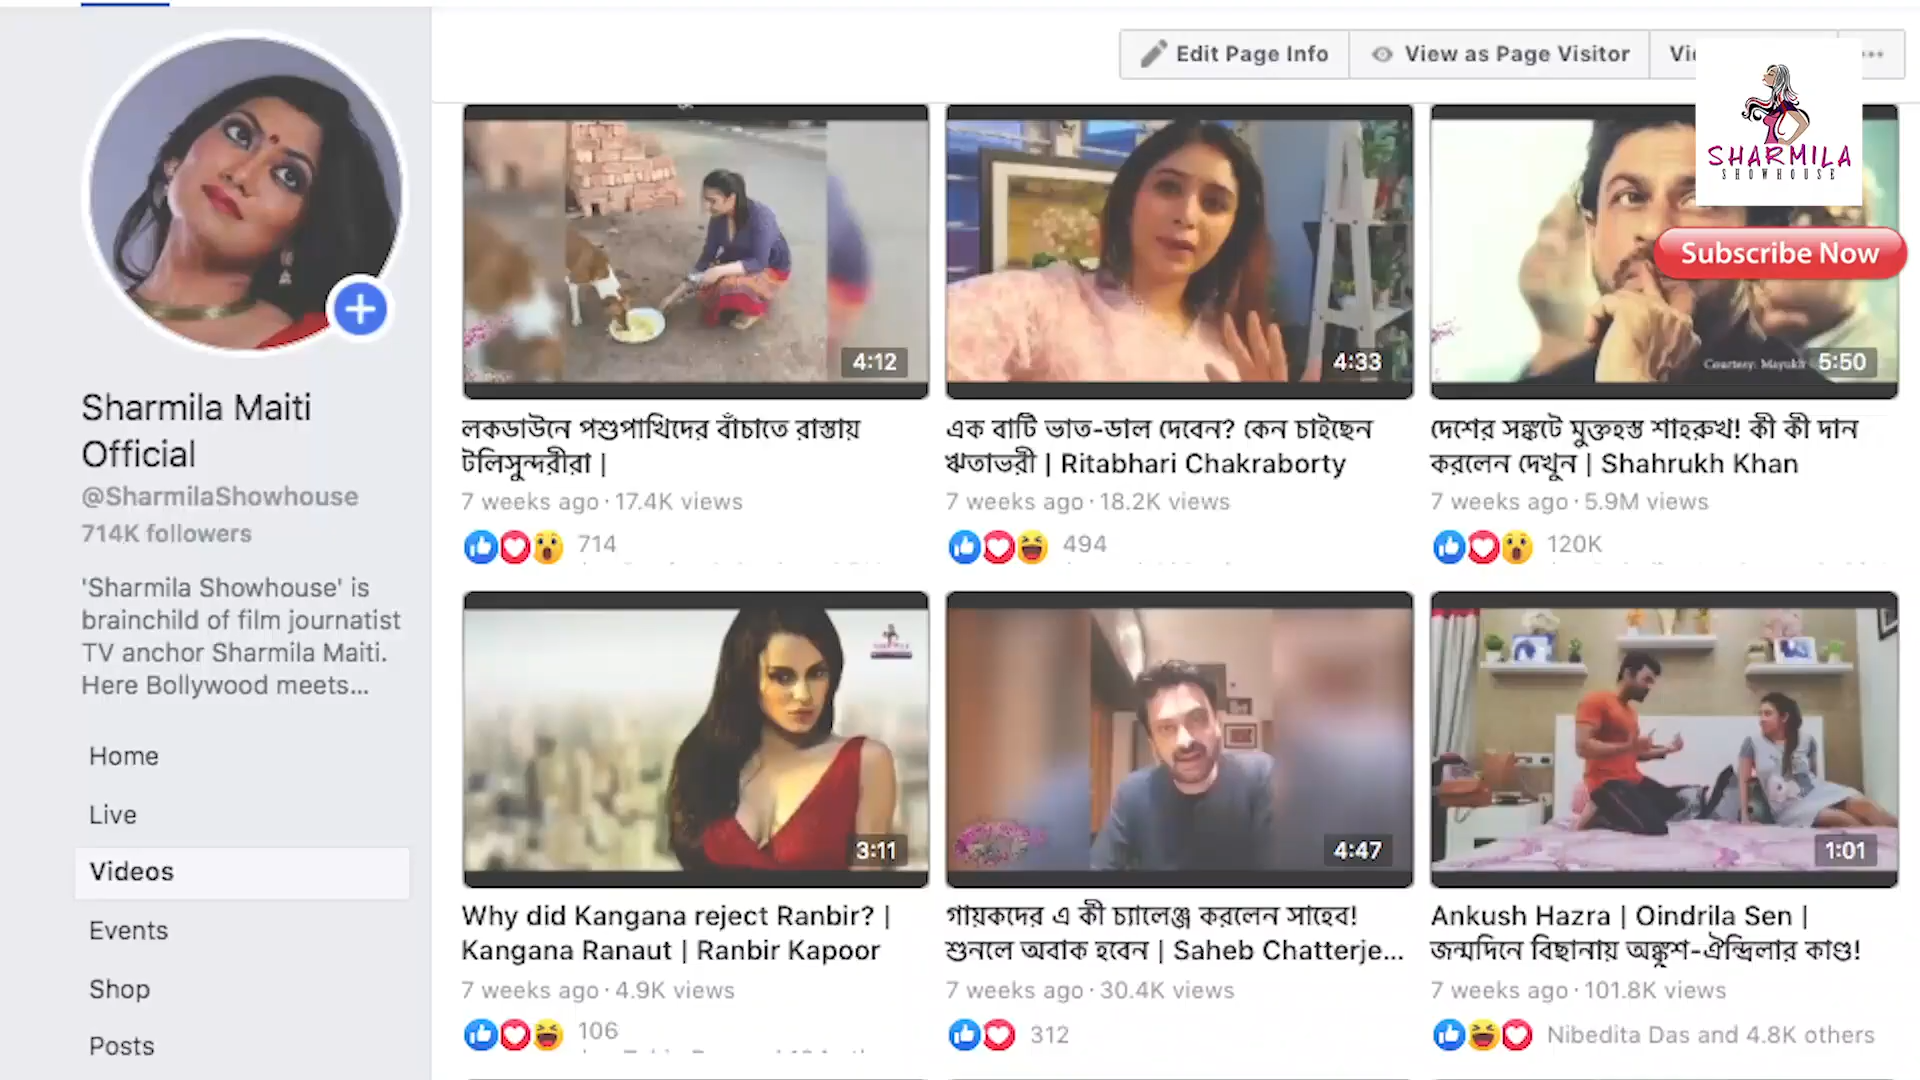 Edit Page Info
View as Page Visitor
SHARMILA
SHOWHOUSE
Subscribe Now
Sharmila Maiti
Official
@SharmilaShowhouse
714K followers
'Sharmila Showhouse' is
brainchild of film journatist
TV anchor Sharmila Maiti.
Here Bollywood meets...
Home
Live
Videos
Events
Shop
Posts
4:12
লকডাউনে পশুপাখিদের বাঁচাতে রাস্তায়
টলিসুন্দরীরা |
7 weeks ago · 17.4K views
714
4:33
এক বাটি ভাত-ডাল দেবেন? কেন চাইছেন
ঋতাভরী | Ritabhari Chakraborty
7 weeks ago · 18.2K views
494
Courtesy: Mayukh
5:50
দেশের সঙ্কটে মুক্তহস্ত শাহরুখ! কী কী দান
করলেন দেখুন | Shahrukh Khan
7 weeks ago · 5.9M views
120K
3:11
Why did Kangana reject Ranbir? |
Kangana Ranaut | Ranbir Kapoor
7 weeks ago · 4.9K views
106
4:47
গায়কদের এ কী চ্যালেঞ্জ করলেন সাহেব!
শুনলে অবাক হবেন | Saheb Chatterje...
7 weeks ago · 30.4K views
312
1:01
Ankush Hazra | Oindrila Sen |
জন্মদিনে বিছানায় অঙ্কুশ-ঐন্দ্রিলার কাণ্ড!
7 weeks ago · 101.8K views
Nibedita Das and 4.8K others